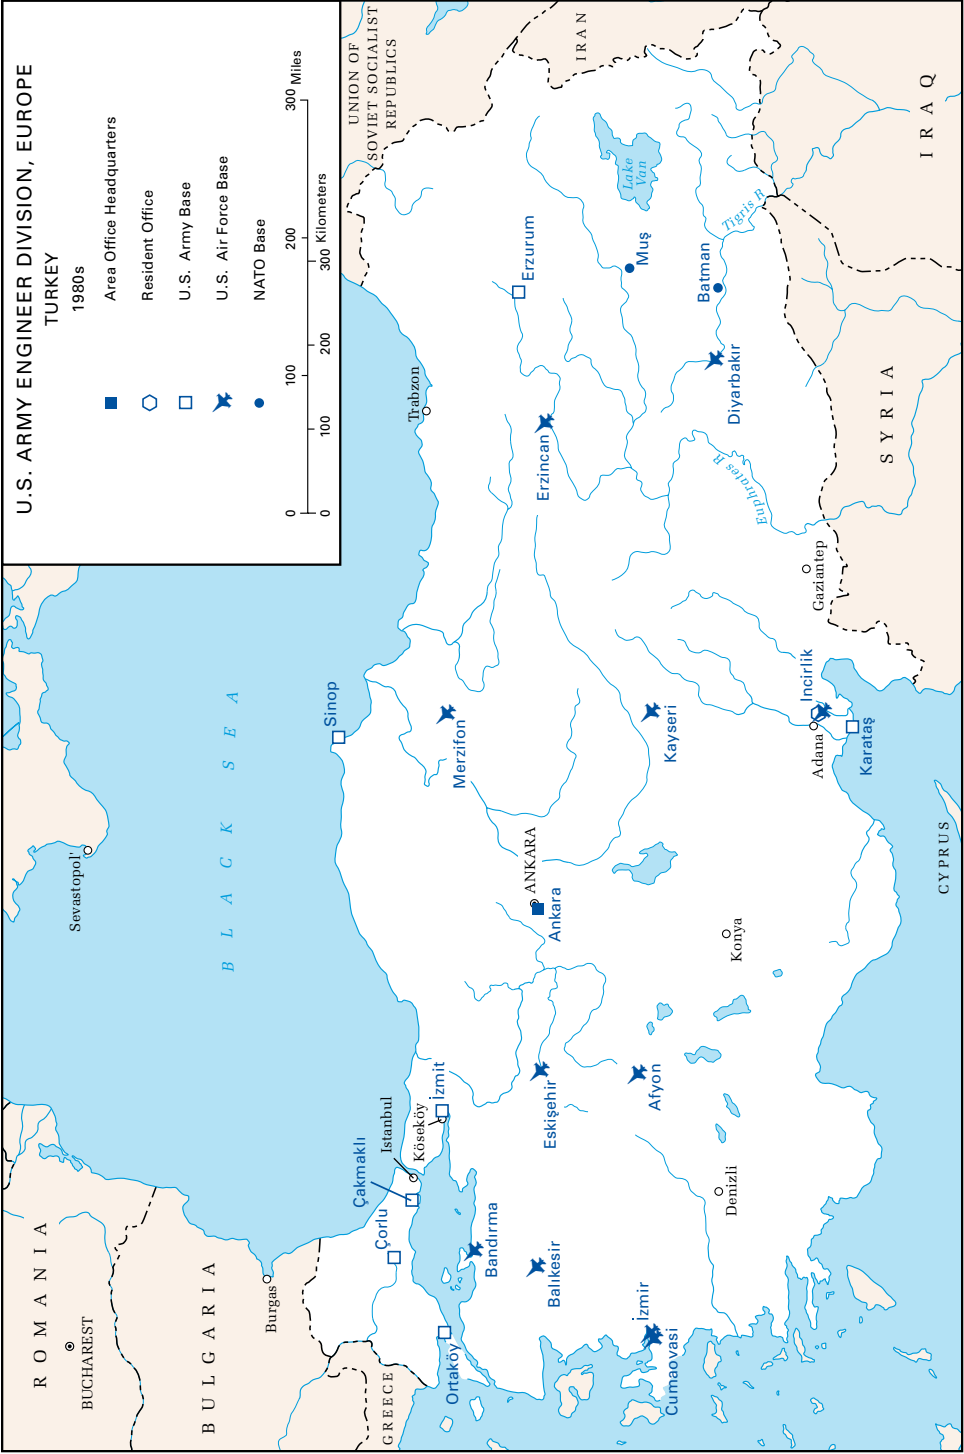 U.S. ARMY ENGINEER DIVISION, EUROPE
TURKEY
1980s
Area Office Headquarters
Resident Office
U.S. Army Base
U.S. Air Force Base
NATO Base
0
100
200
300 Miles
0
100
200
300 Kilometers
ROMANIA
BUCHAREST
BULGARIA
Burgas
GREECE
Sevastopol'
BLACK SEA
UNION OF
SOVIET SOCIALIST
REPUBLICS
IRAN
IRAQ
SYRIA
CYPRUS
Sinop
Trabzon
Çorlu
Çakmaklı
Istanbul
Köseköy
İzmit
Ortaköy
Bandırma
Balıkesir
İzmir
Cumaovasi
Eskişehir
Afyon
Denizli
Konya
ANKARA
Ankara
Merzifon
Kayseri
Adana
Incirlik
Karataş
Gaziantep
Erzincan
Erzurum
Muş
Batman
Diyarbakır
Lake
Van
Tigris R
Euphrates R